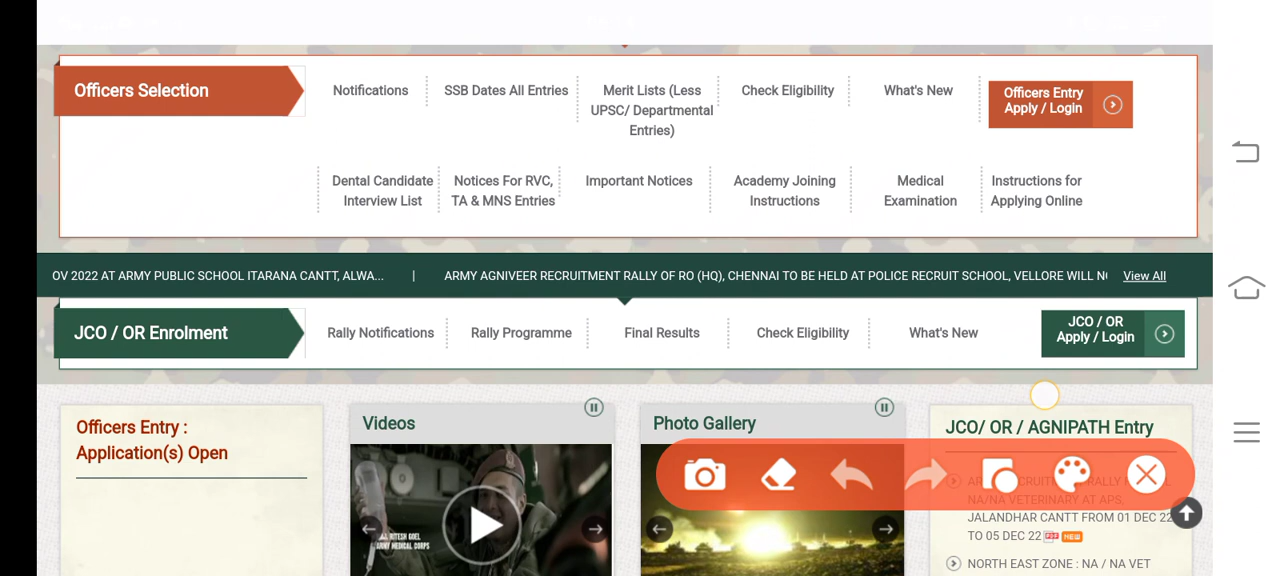 Officers Selection
Notifications
SSB Dates All Entries
Merit Lists (Less
UPSC/ Departmental
Entries)
Check Eligibility
What's New
Officers Entry
Apply / Login
Dental Candidate
Interview List
Notices For RVC,
TA & MNS Entries
Important Notices
Academy Joining
Instructions
Medical
Examination
Instructions for
Applying Online
OV 2022 AT ARMY PUBLIC SCHOOL ITARANA CANTT, ALWA... | ARMY AGNIVEER RECRUITMENT RALLY OF RO (HQ), CHENNAI TO BE HELD AT POLICE RECRUIT SCHOOL, VELLORE WILL View All
JCO / OR Enrolment
Rally Notifications
Rally Programme
Final Results
Check Eligibility
What's New
JCO / OR
Apply / Login
Officers Entry :
Application(s) Open
Videos
RITESH GOEL
ARMY MEDICAL CORPS
Photo Gallery
JCO/ OR / AGNIPATH Entry
NA/NA VETERINARY AT APS,
JALANDHAR CANTT FROM 01 DEC 22
TO 05 DEC 22 NEW
NORTH EAST ZONE : NA / NA VET